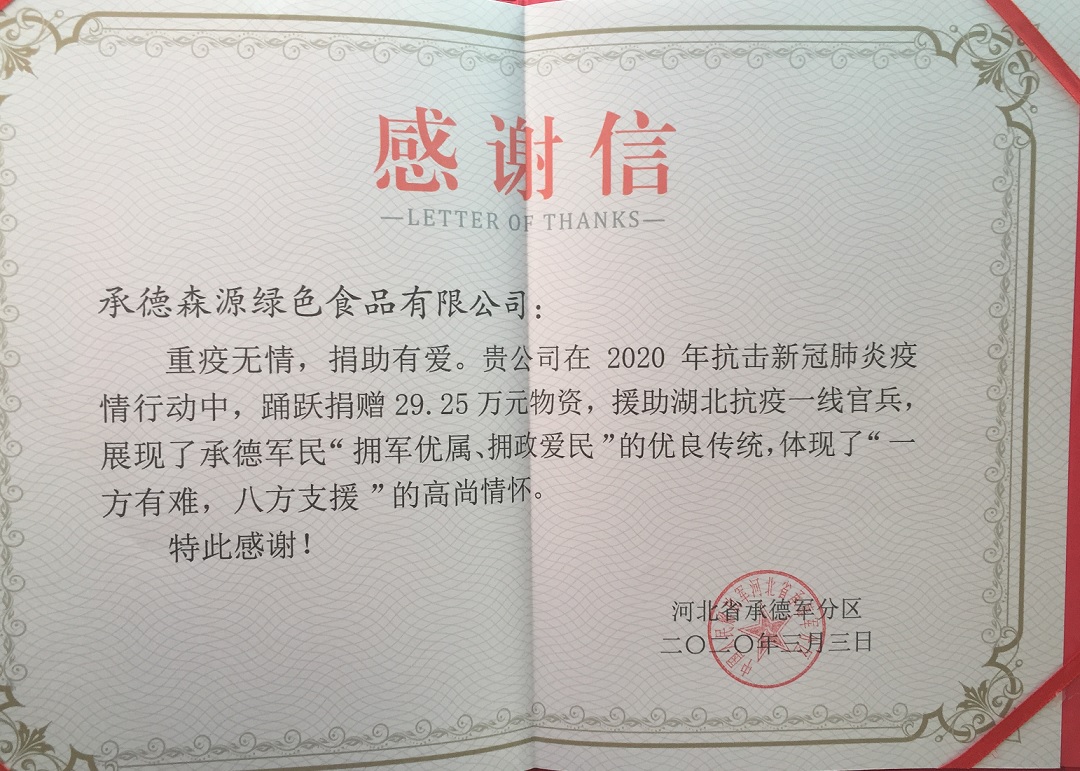 感谢信
—LETTER OF THANKS—
承德森源绿色食品有限公司：
重疫无情，捐助有爱。贵公司在 2020 年抗击新冠肺炎疫
情行动中，踊跃捐赠 29.25 万元物资，援助湖北抗疫一线官兵，
展现了承德军民“拥军优属、拥政爱民”的优良传统，体现了“一
方有难，八方支援”的高尚情怀。
特此感谢！
河北省承德军分区
二〇二〇年三月三日